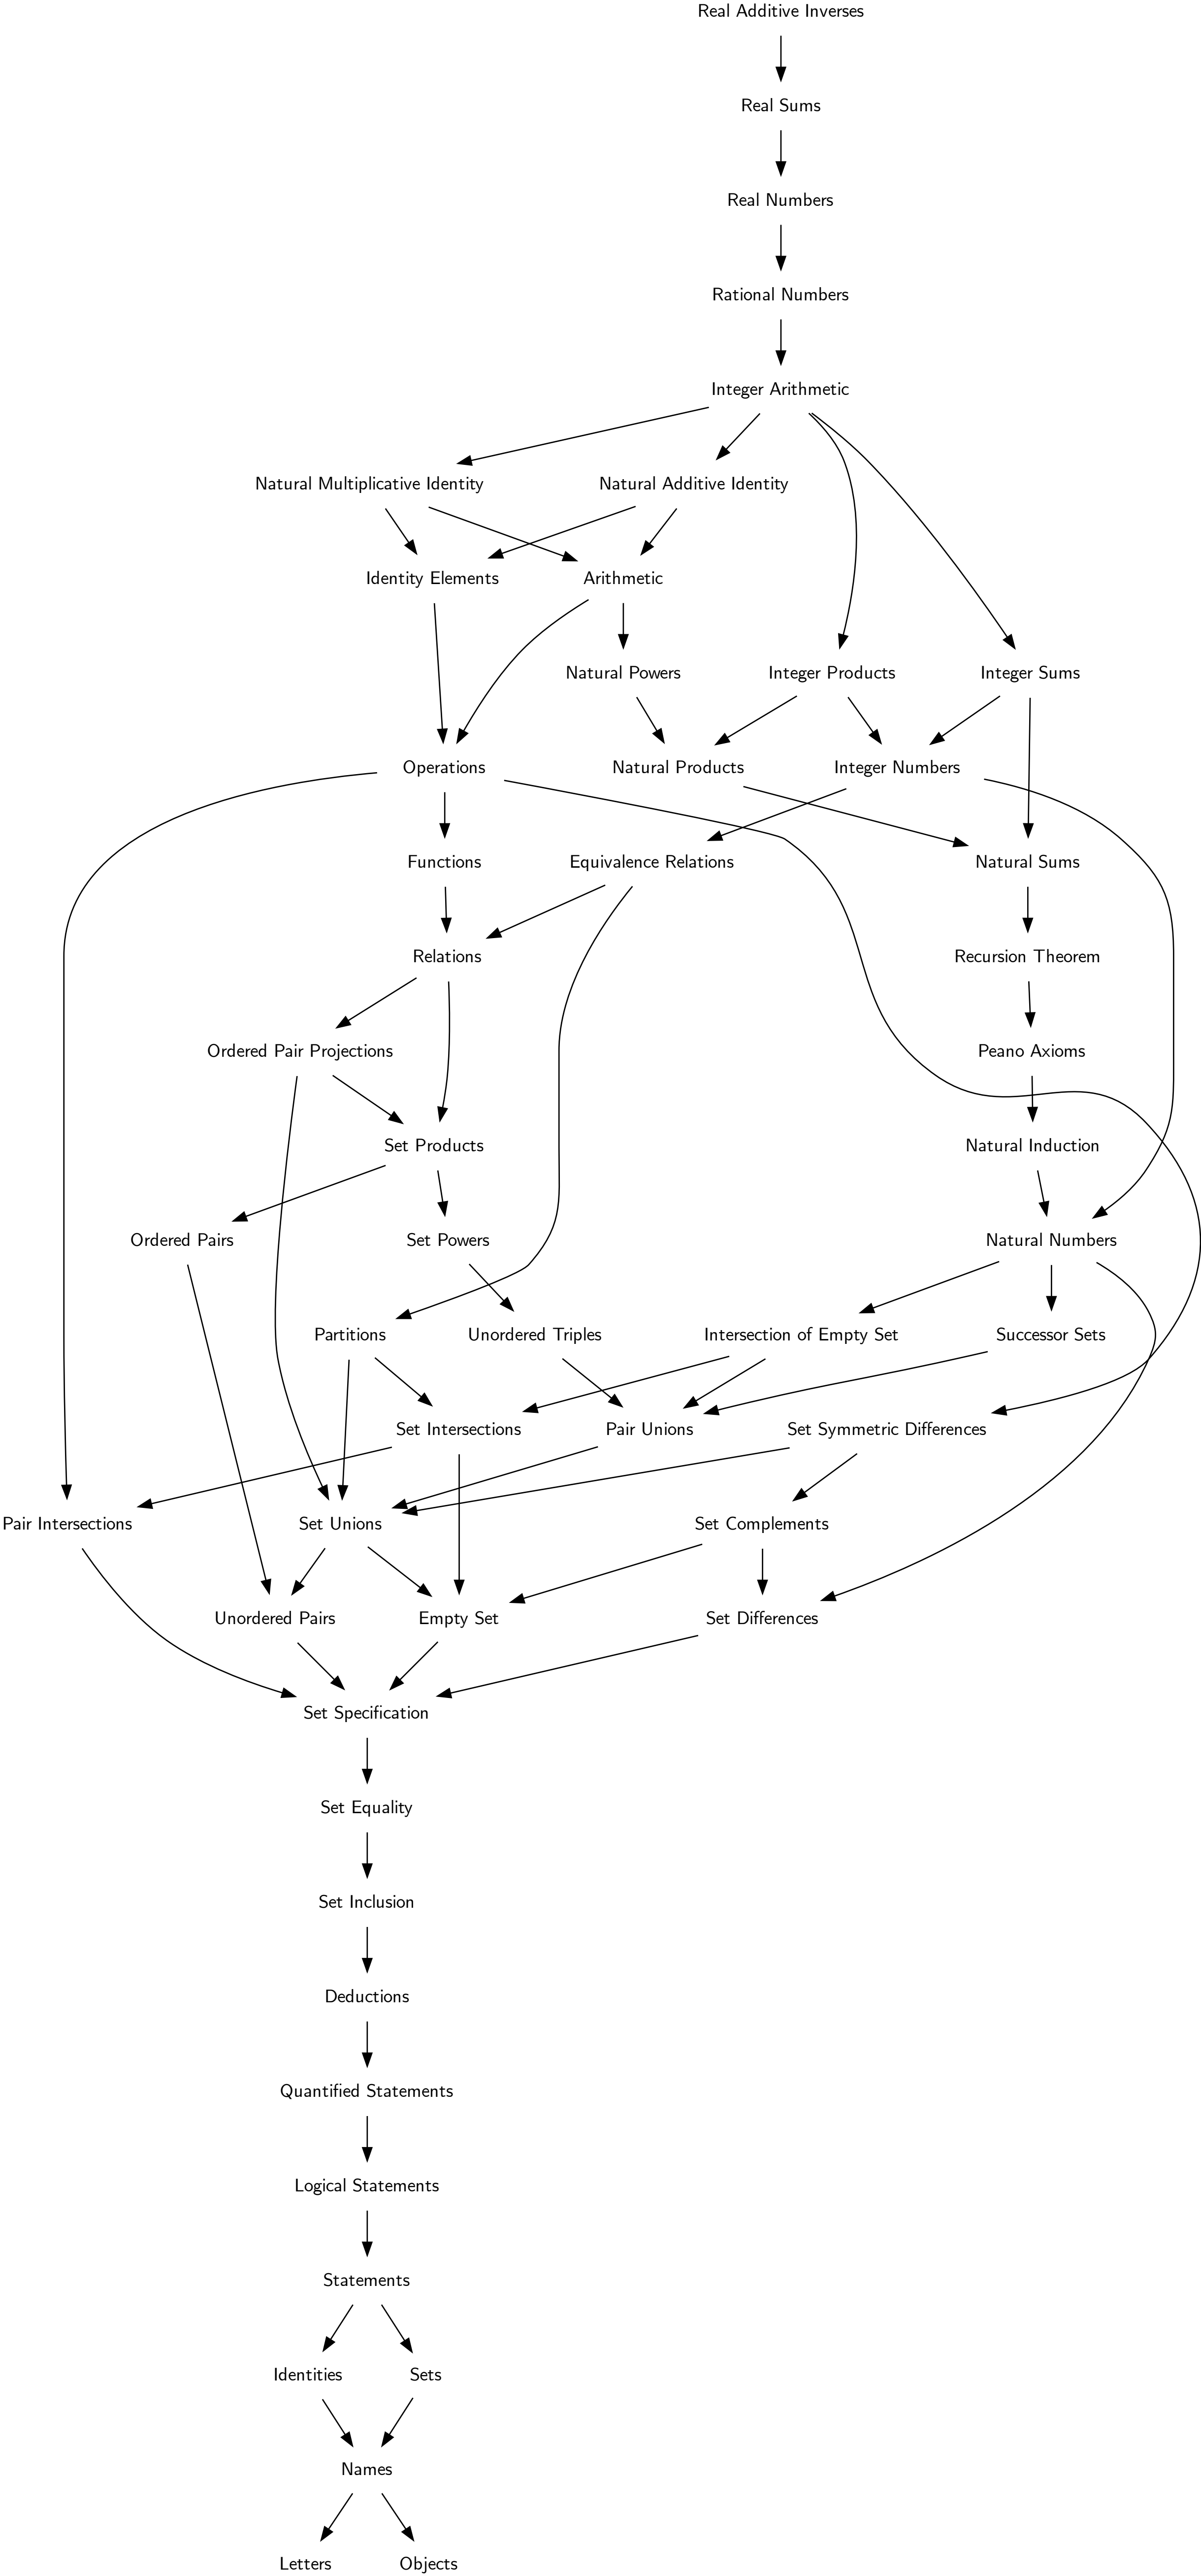 Real Additive Inverses
Real Sums
Real Numbers
Rational Numbers
Integer Arithmetic
Natural Multiplicative Identity
Natural Additive Identity
Identity Elements
Arithmetic
Natural Powers
Integer Products
Integer Sums
Operations
Natural Products
Integer Numbers
Functions
Equivalence Relations
Natural Sums
Relations
Recursion Theorem
Ordered Pair Projections
Peano Axioms
Set Products
Natural Induction
Ordered Pairs
Set Powers
Natural Numbers
Partitions
Unordered Triples
Intersection of Empty Set
Successor Sets
Set Intersections
Pair Unions
Set Symmetric Differences
Pair Intersections
Set Unions
Set Complements
Unordered Pairs
Empty Set
Set Differences
Set Specification
Set Equality
Set Inclusion
Deductions
Quantified Statements
Logical Statements
Statements
Identities
Sets
Names
Letters
Objects